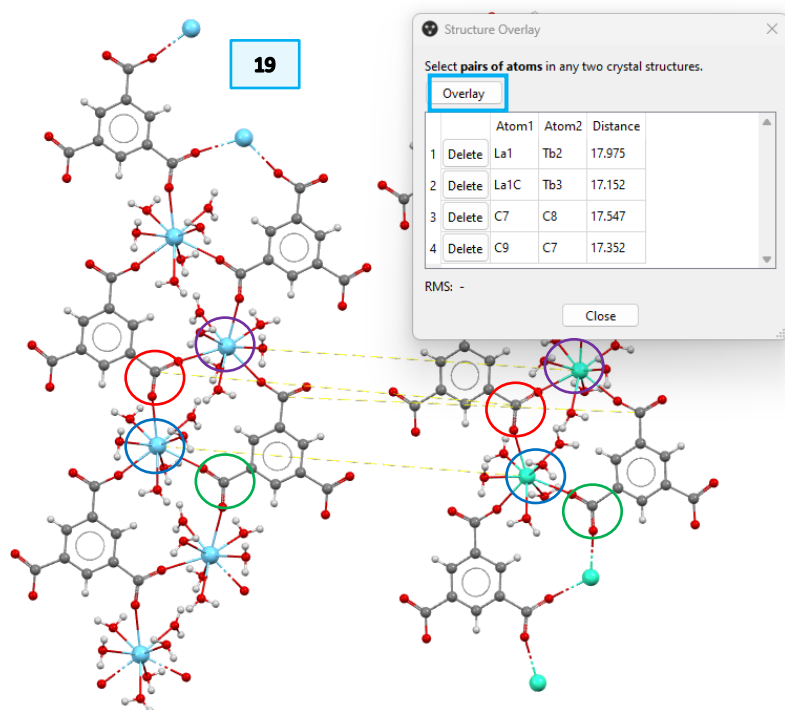 19
Structure Overlay
Select pairs of atoms in any two crystal structures.
Overlay
Atom1 Atom2 Distance
1 Delete La1 Tb2 17.975
2 Delete La1C Tb3 17.152
3 Delete C7 C8 17.547
4 Delete C9 C7 17.352
RMS: -
Close